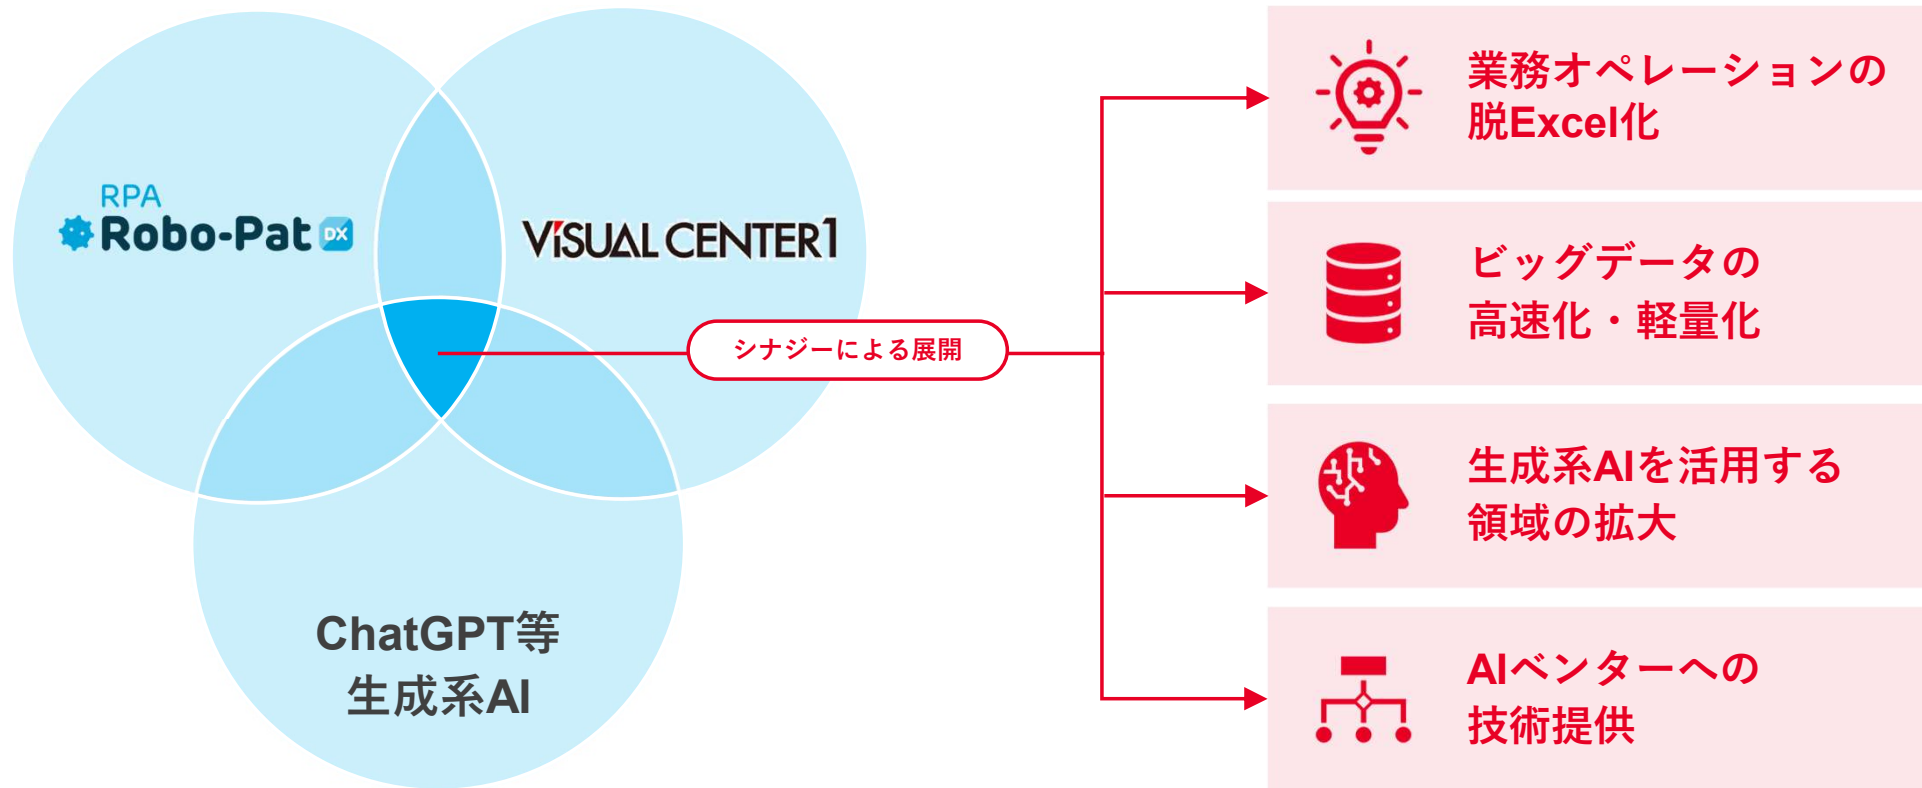 RPA
Robo-Pat DX
VISUAL CENTER1
ChatGPT等
生成系AI
シナジーによる展開
業務オペレーションの
脱Excel化
ビッグデータの
高速化・軽量化
生成系AIを活用する
領域の拡大
AIベンターへの
技術提供